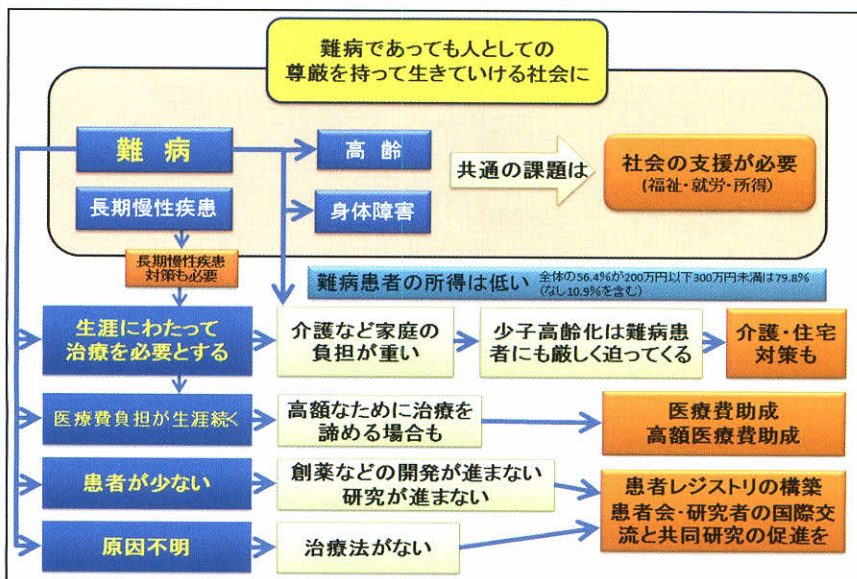 難病であっても人としての
尊厳を持って生きていける社会に
難病
高齢
共通の課題は
社会の支援が必要
(福祉・就労・所得)
長期慢性疾患
身体障害
長期慢性疾患
対策も必要
難病患者の所得は低い
全体の56.4%が200万円以下300万円未満は79.8%
(なし10.9%を含む)
生涯にわたって
治療を必要とする
介護など家庭の
負担が重い
少子高齢化は難病患
者にも厳しく迫ってくる
介護・住宅
対策も
医療費負担が生涯続く
高額なために治療を
諦める場合も
医療費助成
高額医療費助成
患者が少ない
創薬などの開発が進まない
研究が進まない
患者レジストリの構築
患者会・研究者の国際交
流と共同研究の促進を
原因不明
治療法がない